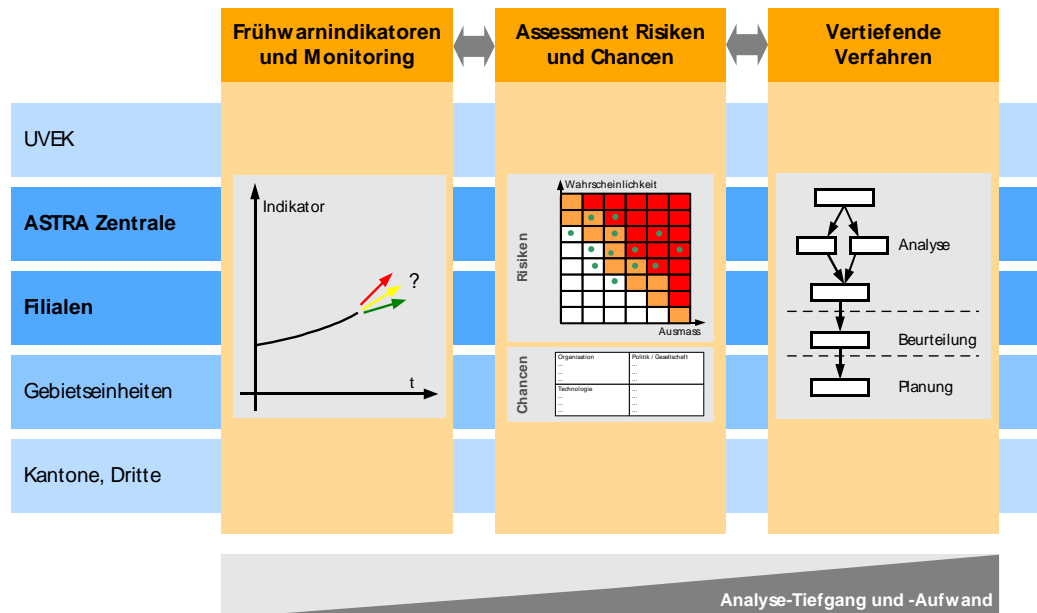 Frühwarnindikatoren
und Monitoring
Assessment Risiken
und Chancen
Vertiefende
Verfahren
UVEK
ASTRA Zentrale
Filialen
Gebietseinheiten
Kantone, Dritte
Indikator
?
t
Wahrscheinlichkeit
Risiken
Ausmass
Chancen
Organisation
...
...
...
Politik / Gesellschaft
...
...
...
Technologie
...
...
...
...
...
...
...
Analyse
Beurteilung
Planung
Analyse-Tiefgang und -Aufwand